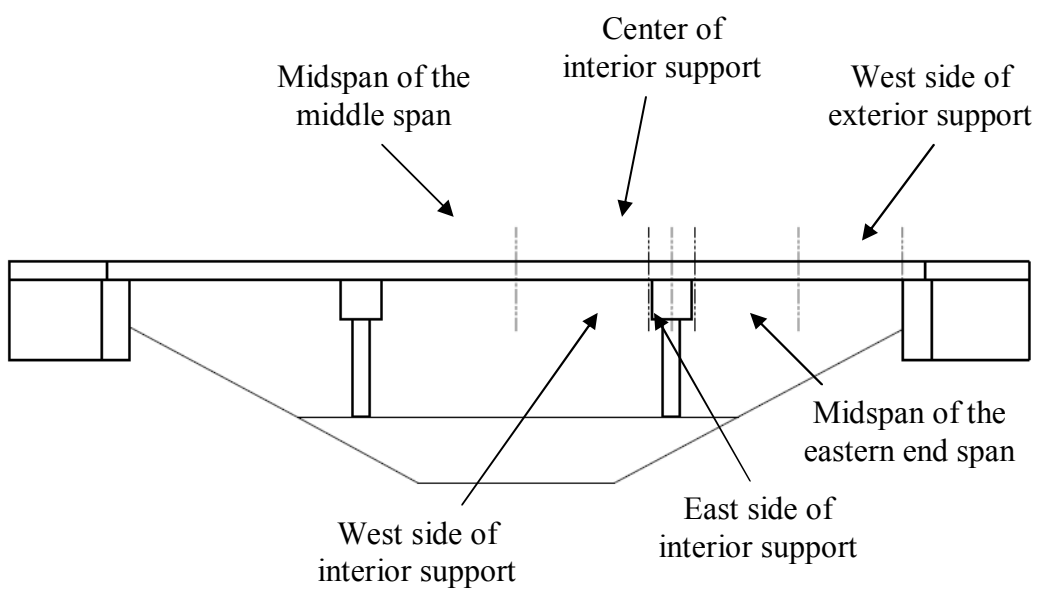 Center of
interior support
Midspan of the
middle span
West side of
exterior support
Midspan of the
eastern end span
East side of
interior support
West side of
interior support